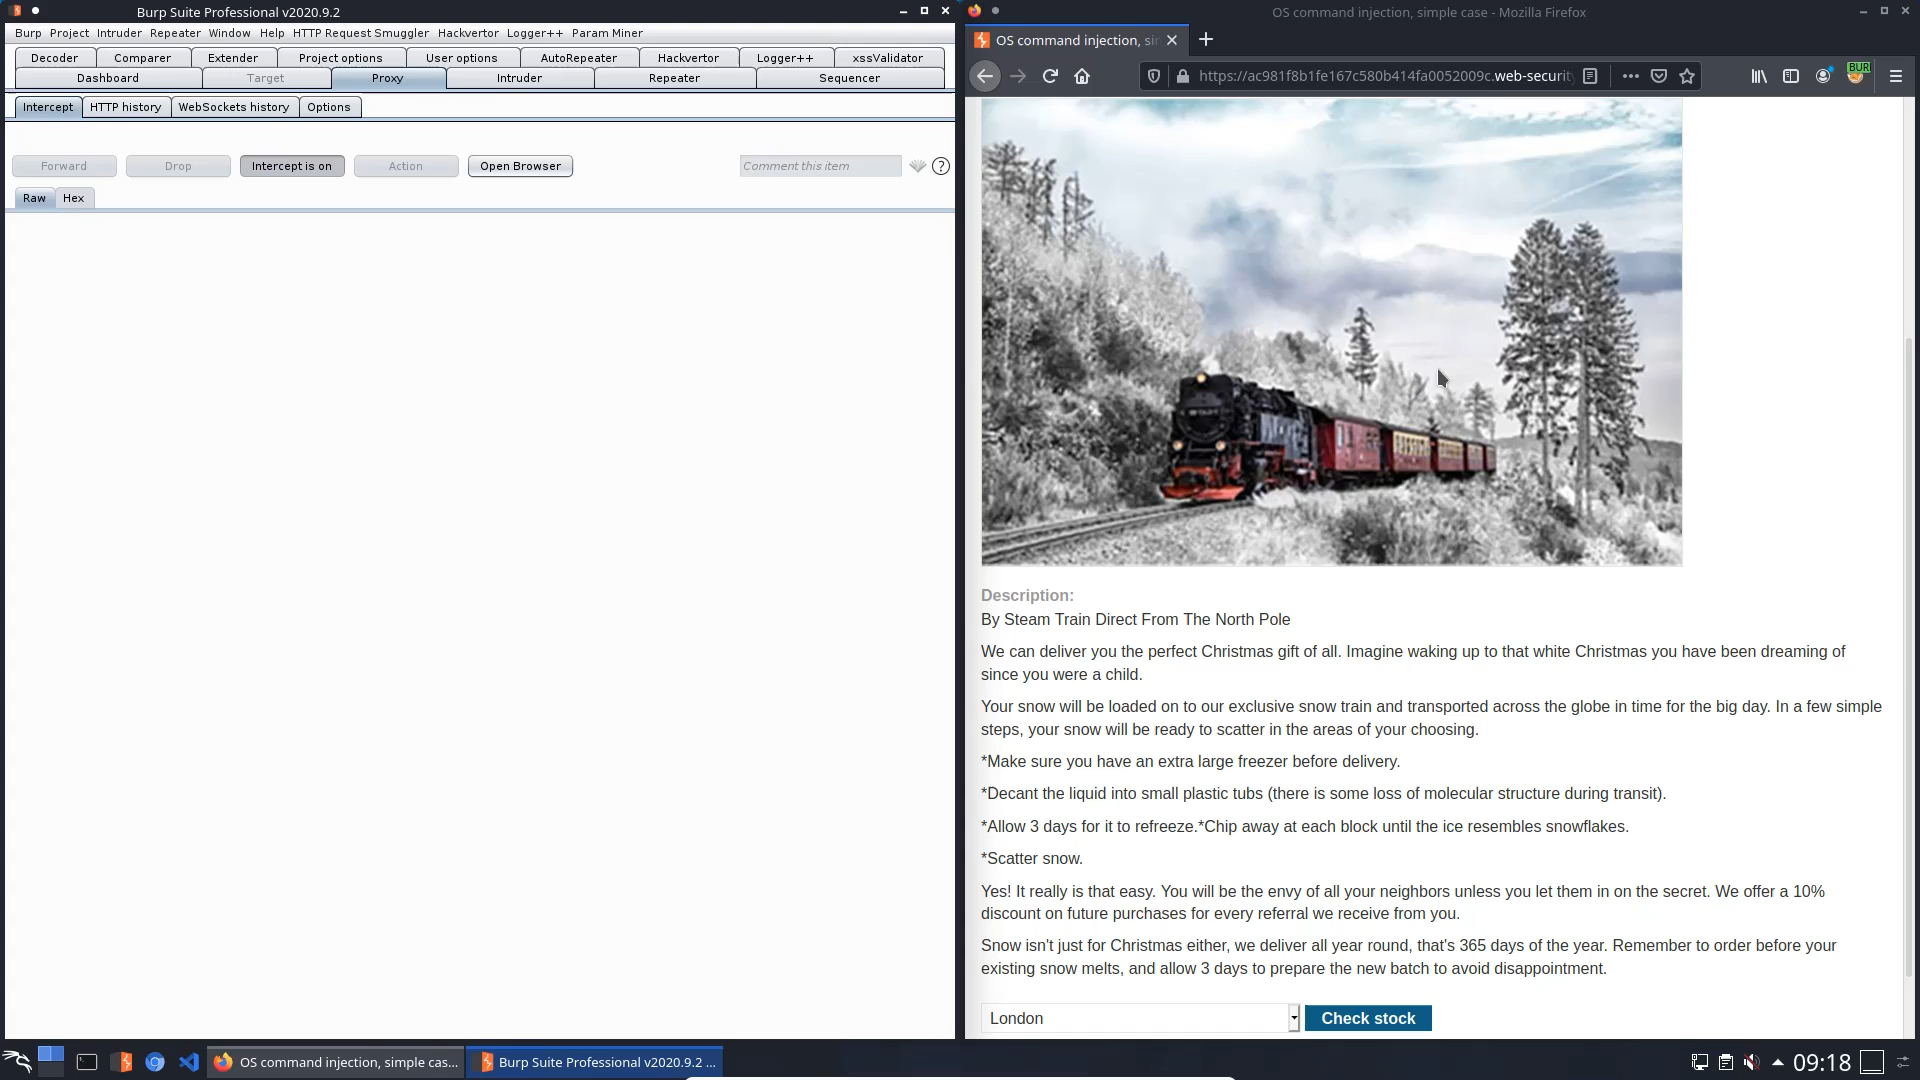 Burp Suite Professional v2020.9.2
Burp Project Intruder Repeater Window Help HTTP Request Smuggler Hackvertor Logger++ Param Miner
Decoder Comparer Extender Project options User options AutoRepeater Hackvertor Logger++ xssValidator
Dashboard Target Proxy Intruder Repeater Sequencer
Intercept HTTP history WebSockets history Options
Forward Drop Intercept is on Action Open Browser Comment this item ?
Raw Hex
OS command injection, simple case - Mozilla Firefox
OS command injection, si
https://ac981f8b1fe167c580b414fa0052009c.web-securit
BUR
Description:
By Steam Train Direct From The North Pole
We can deliver you the perfect Christmas gift of all. Imagine waking up to that white Christmas you have been dreaming of
since you were a child.
Your snow will be loaded on to our exclusive snow train and transported across the globe in time for the big day. In a few simple
steps, your snow will be ready to scatter in the areas of your choosing.
*Make sure you have an extra large freezer before delivery.
*Decant the liquid into small plastic tubs (there is some loss of molecular structure during transit).
*Allow 3 days for it to refreeze.*Chip away at each block until the ice resembles snowflakes.
*Scatter snow.
Yes! It really is that easy. You will be the envy of all your neighbors unless you let them in on the secret. We offer a 10%
discount on future purchases for every referral we receive from you.
Snow isn't just for Christmas either, we deliver all year round, that's 365 days of the year. Remember to order before your
existing snow melts, and allow 3 days to prepare the new batch to avoid disappointment.
London Check stock
OS command injection, simple cas... Burp Suite Professional v2020.9.2 ... 09:18